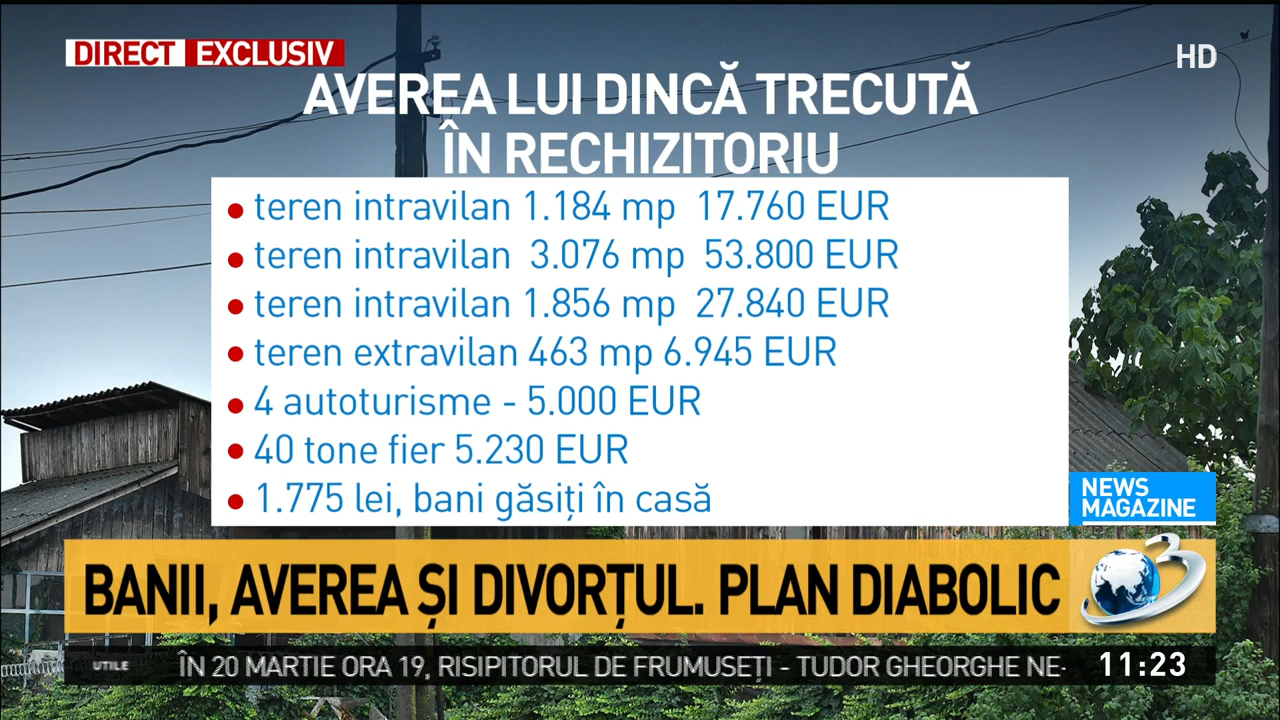 DIRECT EXCLUSIV
HD
AVEREA LUI DINCĂ TRECUTĂ
ÎN RECHIZITORIU
• teren intravilan 1.184 mp 17.760 EUR
• teren intravilan 3.076 mp 53.800 EUR
• teren intravilan 1.856 mp 27.840 EUR
• teren extravilan 463 mp 6.945 EUR
• 4 autoturisme - 5.000 EUR
• 40 tone fier 5.230 EUR
• 1.775 lei, bani găsiți în casă
NEWS
MAGAZINE
BANII, AVEREA ȘI DIVORȚUL. PLAN DIABOLIC
3
UTILE ÎN 20 MARTIE ORA 19, RISIPITORUL DE FRUMUSEȚI - TUDOR GHEORGHE NE- 11:23